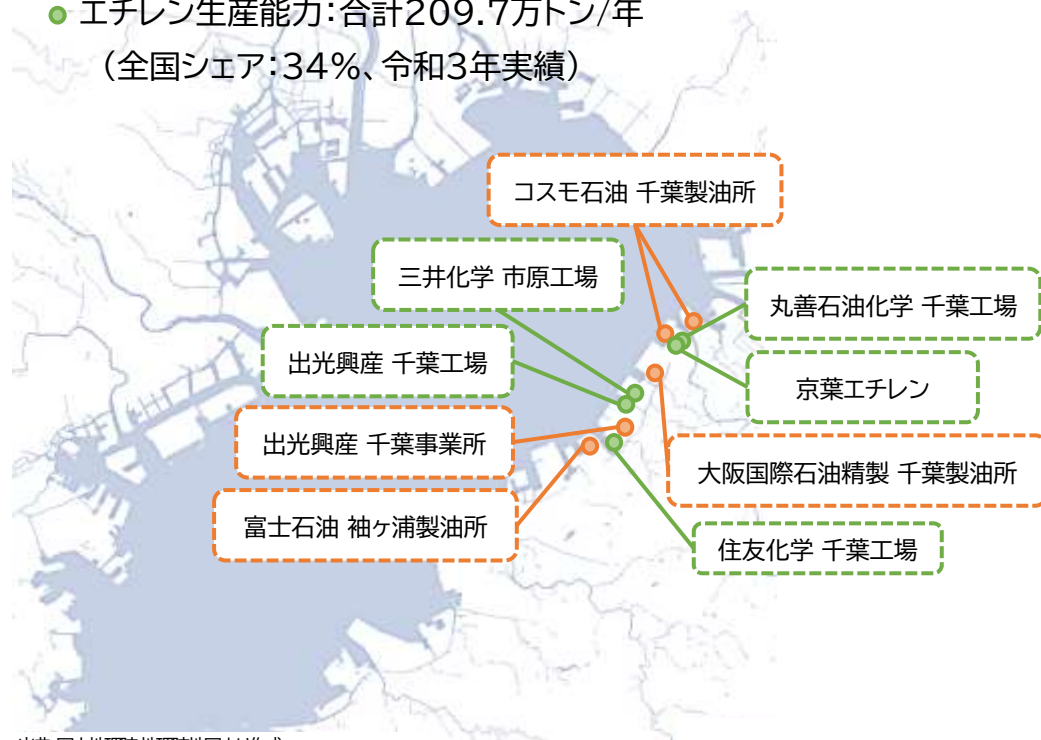 エチレン生産能力：合計209.7万トン/年
（全国シェア：34％、令和3年実績）
コスモ石油 千葉製油所
三井化学 市原工場
丸善石油化学 千葉工場
出光興産 千葉工場
京葉エチレン
出光興産 千葉事業所
大阪国際石油精製 千葉製油所
富士石油 袖ヶ浦製油所
住友化学 千葉工場